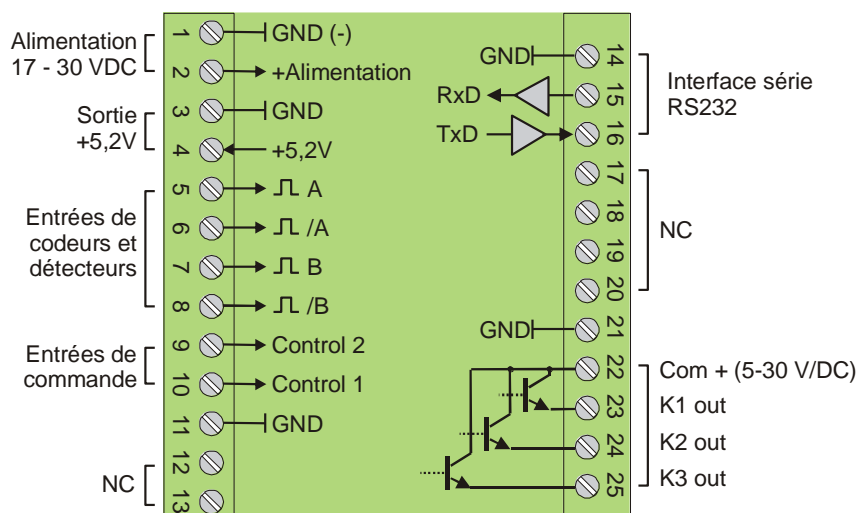 Alimentation
17 - 30 VDC
Sortie
+5,2V
Entrées de
codeurs et
détecteurs
Entrées de
commande
NC
1 GND (-)
2 +Alimentation
3 GND
4 +5,2V
5 A
6 /A
7 B
8 /B
9 Control 2
10 Control 1
11 GND
12
13
GND 14
RxD 15
TxD 16
17
18
19
20
GND 21
22
23
24
25
Interface série
RS232
NC
Com + (5-30 V/DC)
K1 out
K2 out
K3 out